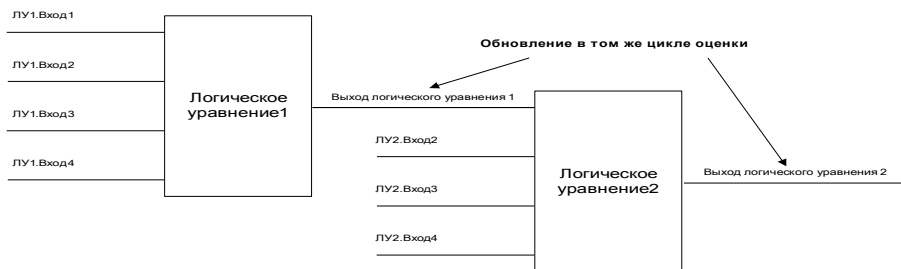 ЛУ1.Вход1
ЛУ1.Вход2
ЛУ1.Вход3
ЛУ1.Вход4
Логическое
уравнение1
Обновление в том же цикле оценки
Выход логического уравнения 1
ЛУ2.Вход2
ЛУ2.Вход3
ЛУ2.Вход4
Логическое
уравнение2
Выход логического уравнения 2